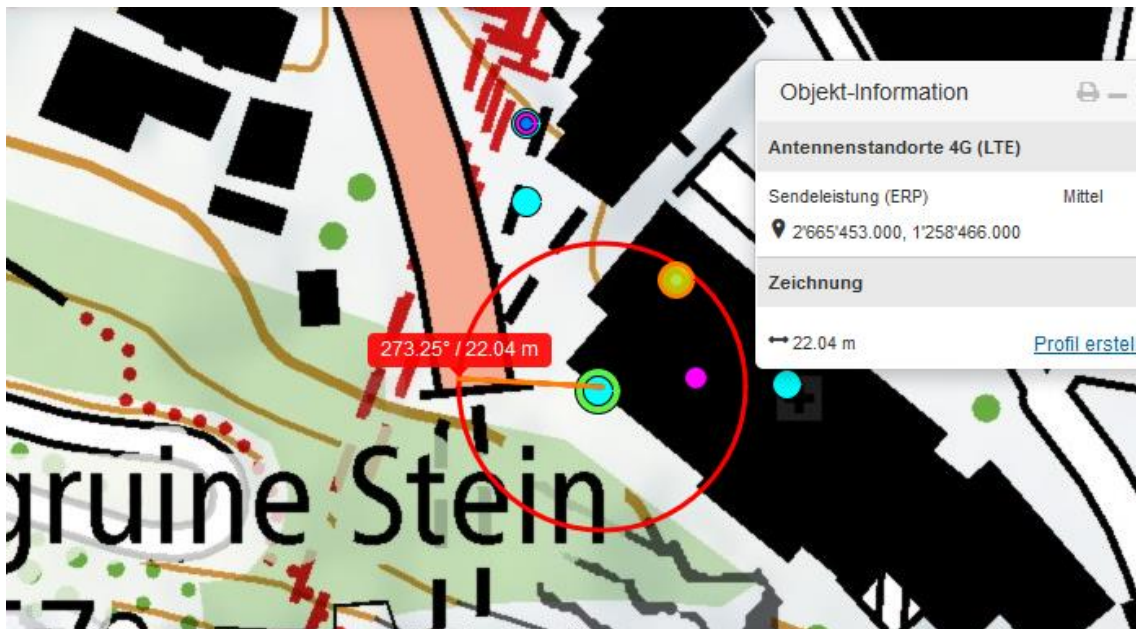 Objekt-Information
Antennenstandorte 4G (LTE)
Sendeleistung (ERP) Mittel
2'665'453.000, 1'258'466.000
Zeichnung
22.04 m Profil erstell
273.25° / 22.04 m
gruine Stein